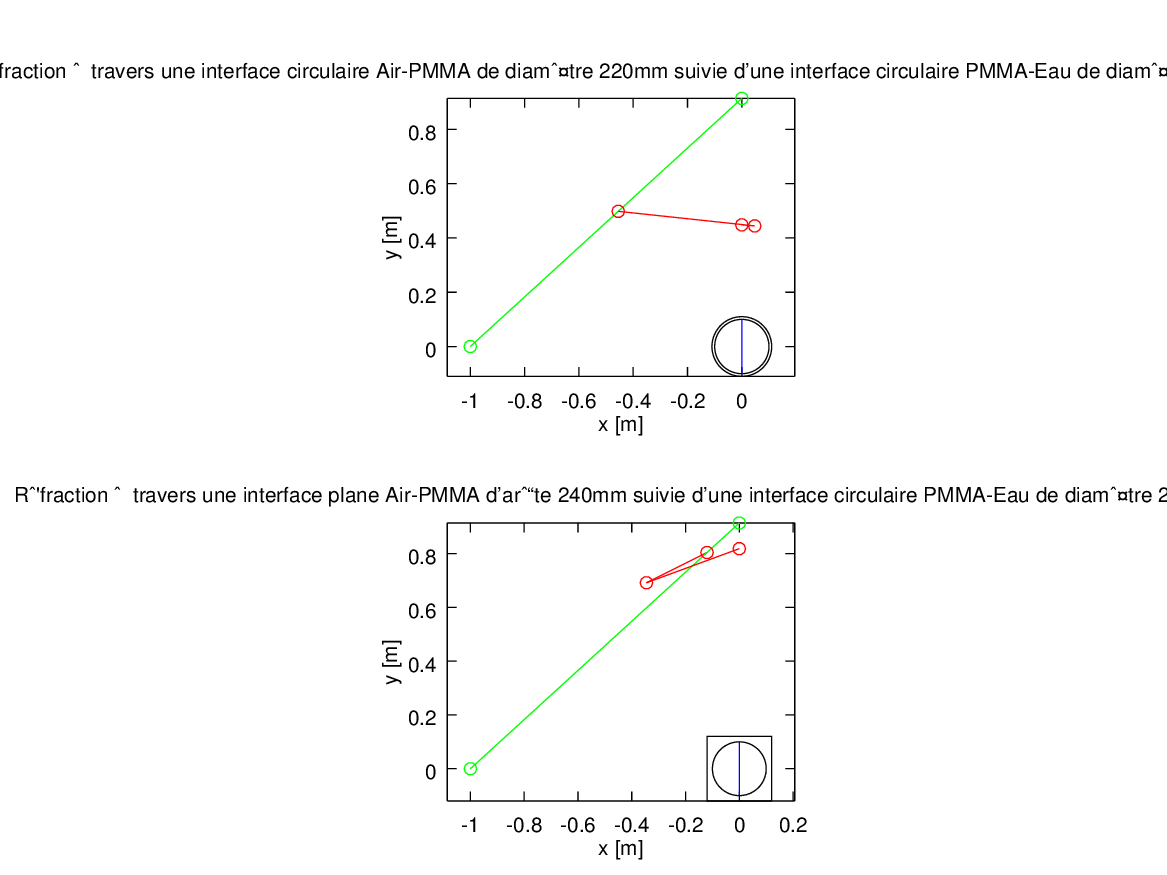 fraction ˆ  travers une interface circulaire Air-PMMA de diamˆ¤tre 220mm suivie d'une interface circulaire PMMA-Eau de diamˆ¤
0.8
0.6
0.4
0.2
0
y [m]
-1 -0.8 -0.6 -0.4 -0.2 0
x [m]
Rˆ'fraction ˆ  travers une interface plane Air-PMMA d'arˆ“te 240mm suivie d'une interface circulaire PMMA-Eau de diamˆ¤tre 2
0.8
0.6
0.4
0.2
0
y [m]
-1 -0.8 -0.6 -0.4 -0.2 0 0.2
x [m]